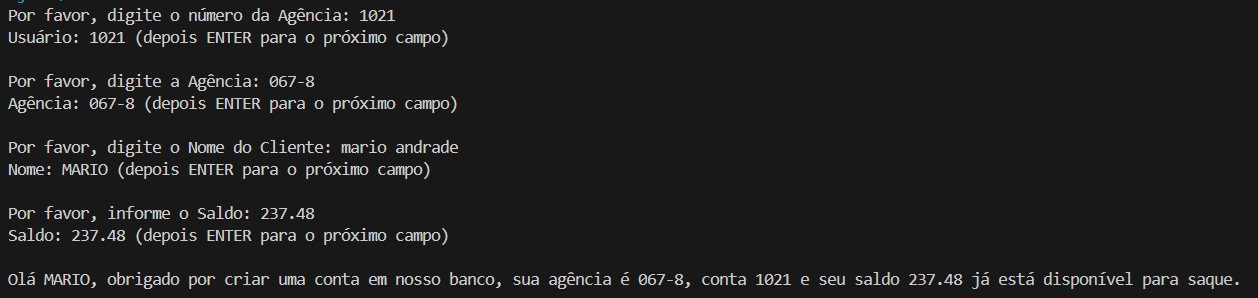 Por favor, digite o número da Agência: 1021
Usuário: 1021 (depois ENTER para o próximo campo)
Por favor, digite a Agência: 067-8
Agência: 067-8 (depois ENTER para o próximo campo)
Por favor, digite o Nome do Cliente: mario andrade
Nome: MARIO (depois ENTER para o próximo campo)
Por favor, informe o Saldo: 237.48
Saldo: 237.48 (depois ENTER para o próximo campo)
Olá MARIO, obrigado por criar uma conta em nosso banco, sua agência é 067-8, conta 1021 e seu saldo 237.48 já está disponível para saque.